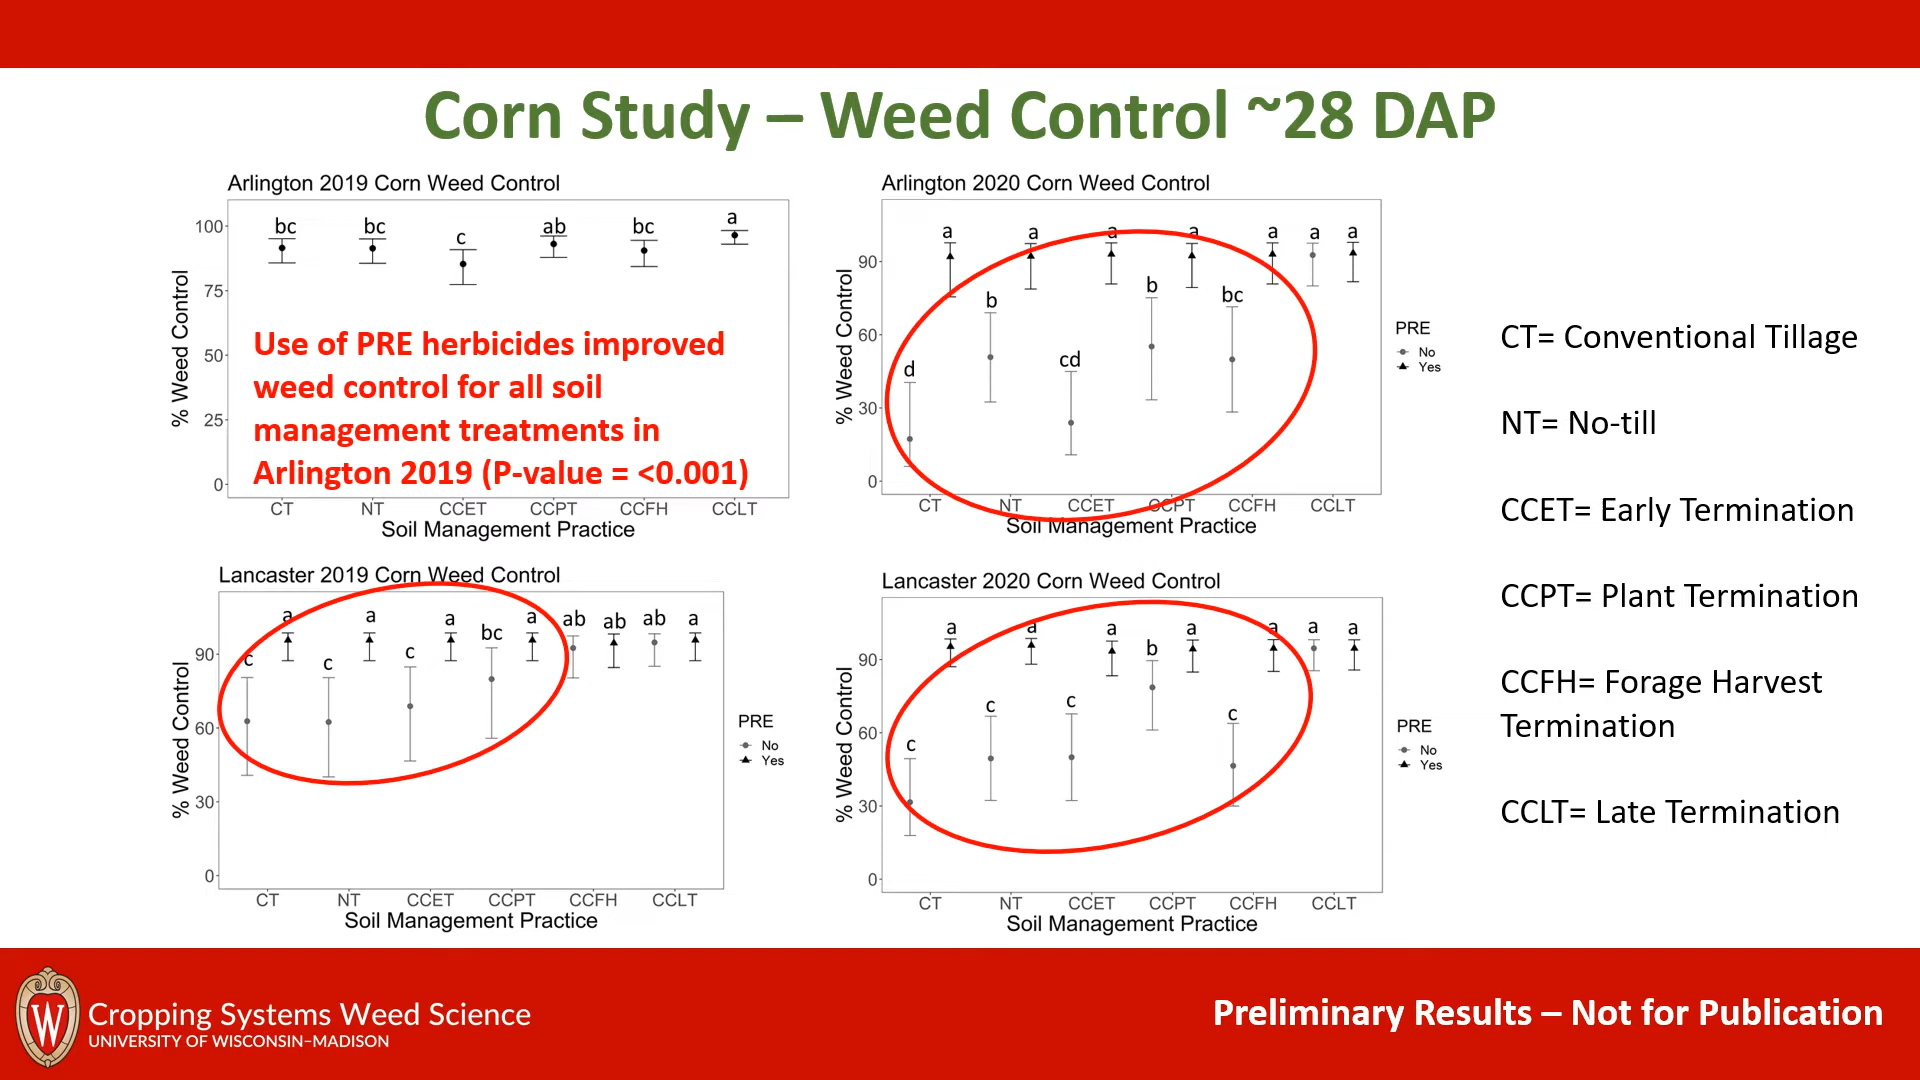 Corn Study – Weed Control ~28 DAP
Arlington 2019 Corn Weed Control
% Weed Control
100
75
50
25
0
bc bc c ab bc a
Use of PRE herbicides improved
weed control for all soil
management treatments in
Arlington 2019 (P-value = <0.001)
CT NT CCET CCPT CCFH CCLT
Soil Management Practice
Arlington 2020 Corn Weed Control
% Weed Control
90
60
30
0
a a a a a a a
b b bc
d cd
CT NT CCET CCPT CCFH CCLT
Soil Management Practice
PRE
No
Yes
Lancaster 2019 Corn Weed Control
% Weed Control
90
60
30
0
a a a a ab ab ab a
c c c bc
CT NT CCET CCPT CCFH CCLT
Soil Management Practice
PRE
No
Yes
Lancaster 2020 Corn Weed Control
% Weed Control
90
60
30
0
a a a a a a a
c c c b c
CT NT CCET CCPT CCFH CCLT
Soil Management Practice
PRE
No
Yes
CT= Conventional Tillage
NT= No-till
CCET= Early Termination
CCPT= Plant Termination
CCFH= Forage Harvest
Termination
CCLT= Late Termination
W
Cropping Systems Weed Science
UNIVERSITY OF WISCONSIN–MADISON
Preliminary Results – Not for Publication